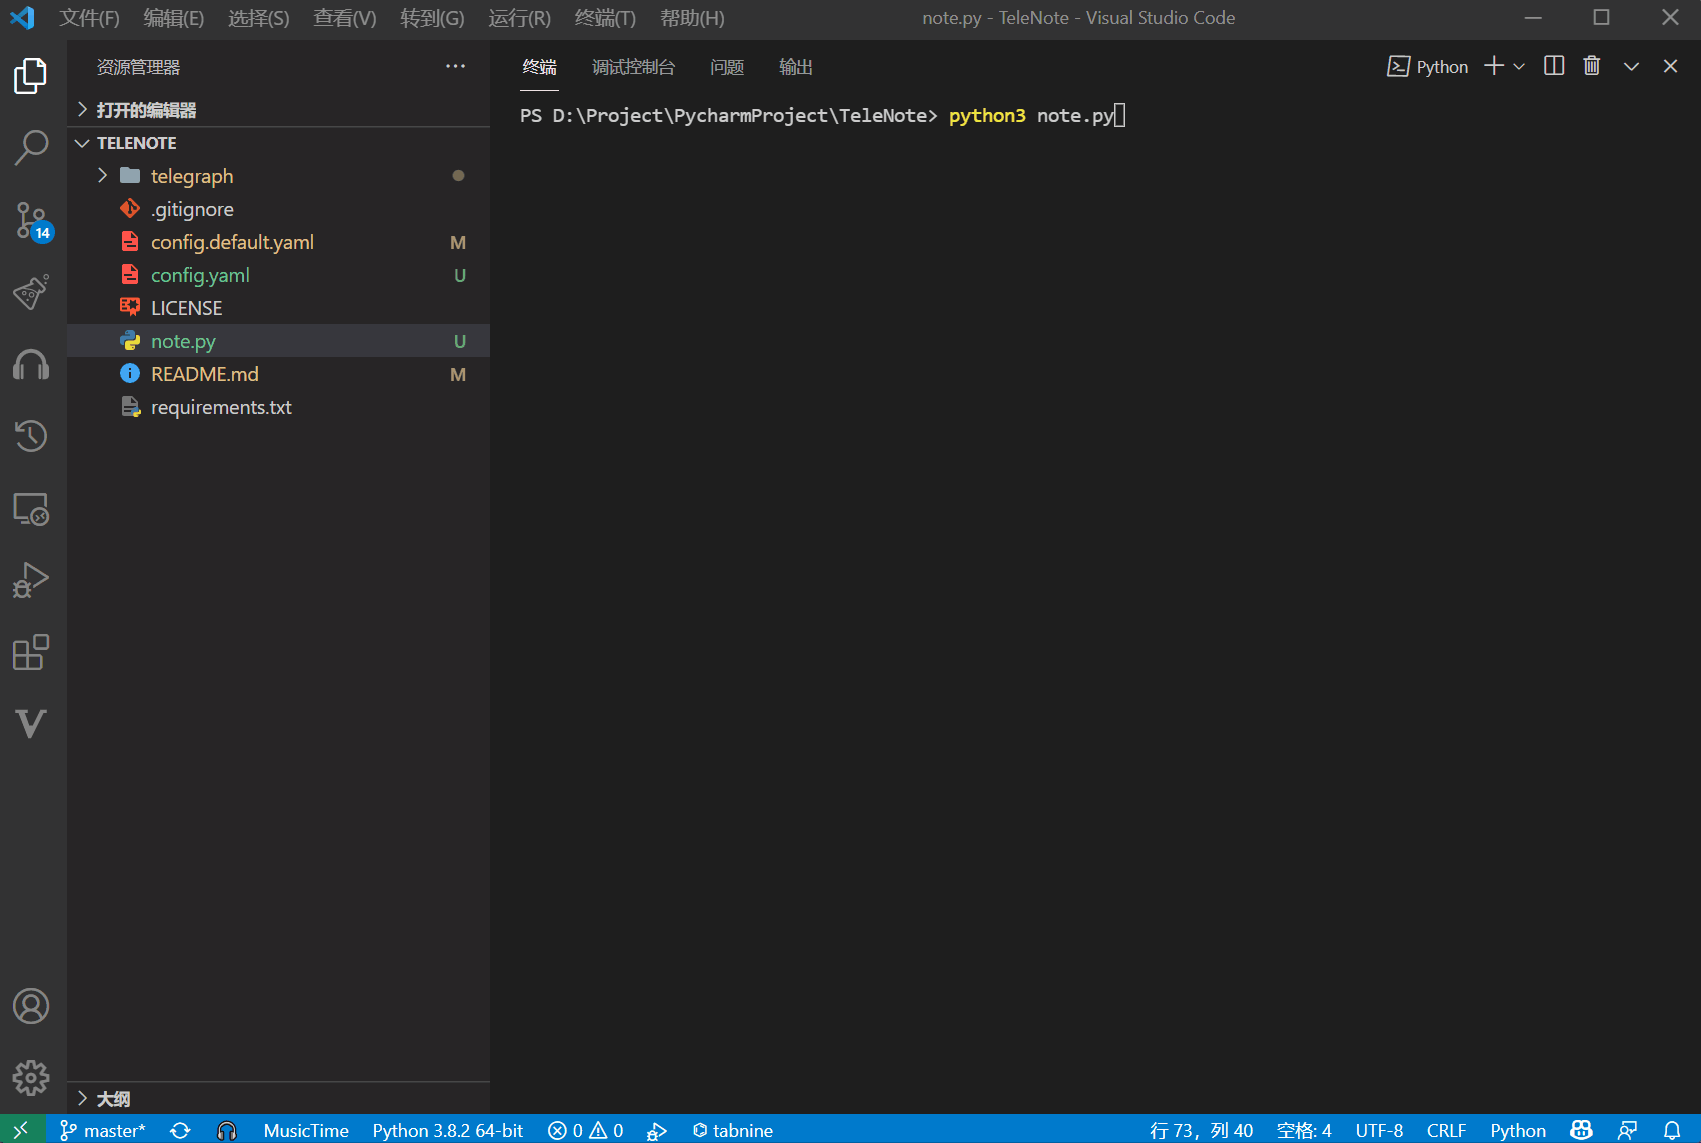 文件(F) 编辑(E) 选择(S) 查看(V) 转到(G) 运行(R) 终端(T) 帮助(H) note.py - TeleNote - Visual Studio Code
资源管理器
打开的编辑器
TELENOTE
telegraph
.gitignore
config.default.yaml M
config.yaml U
LICENSE
note.py U
README.md M
requirements.txt
大纲
14
终端 调试控制台 问题 输出 Python
PS D:\Project\PycharmProject\TeleNote> python3 note.py
master* MusicTime Python 3.8.2 64-bit 0 0 tabnine 行 73，列 40 空格: 4 UTF-8 CRLF Python